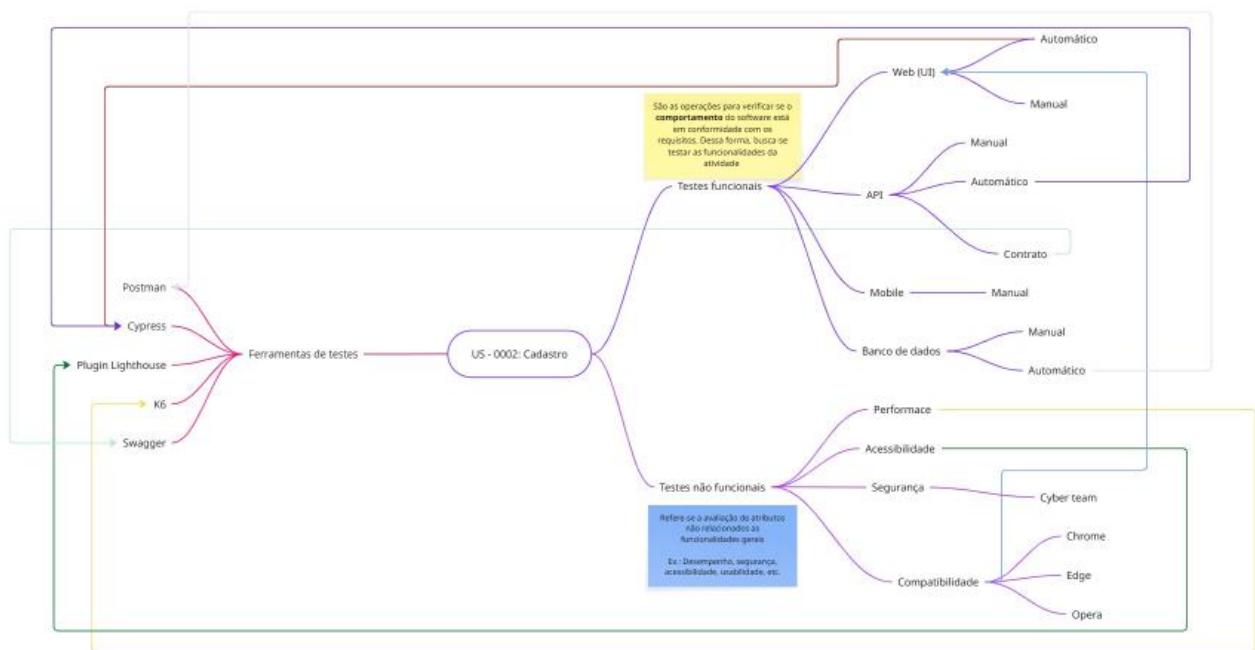 Automático
Web (UI)
Manual
São as operações para verificar se o
comportamento do software está
em conformidade com os
requisitos. Dessa forma, busca-se
testar as funcionalidades da
atividade
Testes funcionais
Manual
API
Automático
Contrato
Mobile
Manual
Manual
Banco de dados
Automático
Postman
Cypress
Plugin Lighthouse
K6
Swagger
Ferramentas de testes
US - 0002: Cadastro
Performace
Acessibilidade
Testes não funcionais
Segurança
Cyber team
Refere-se a avaliação de atributos
não relacionados as
funcionalidades gerais
Ex.: Desempenho, segurança,
acessibilidade, usabilidade, etc.
Chrome
Compatibilidade
Edge
Opera